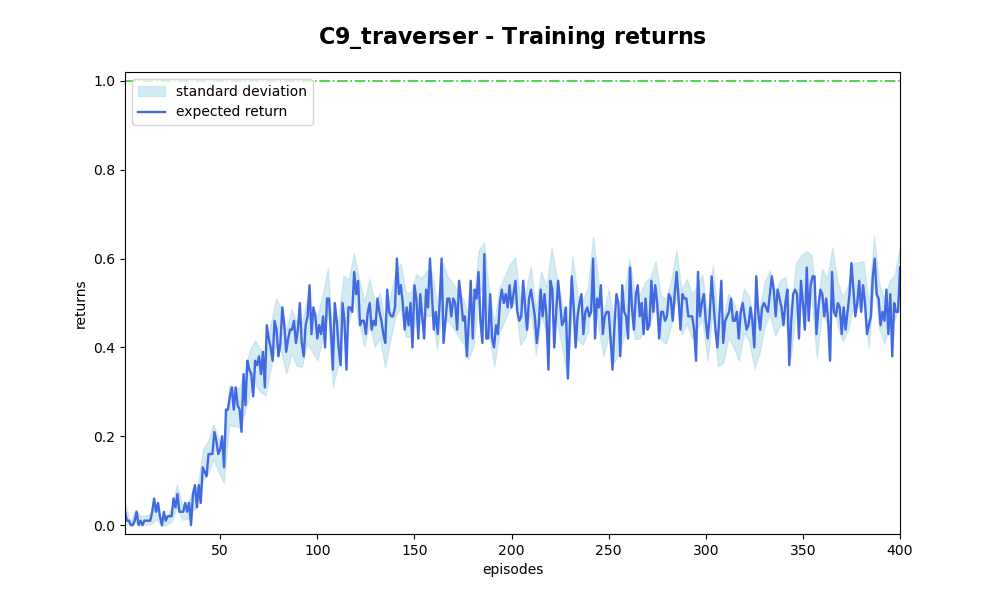 C9_traverser - Training returns
1.0
0.8
0.6
0.4
0.2
0.0
returns
standard deviation
expected return
50 100 150 200 250 300 350 400
episodes